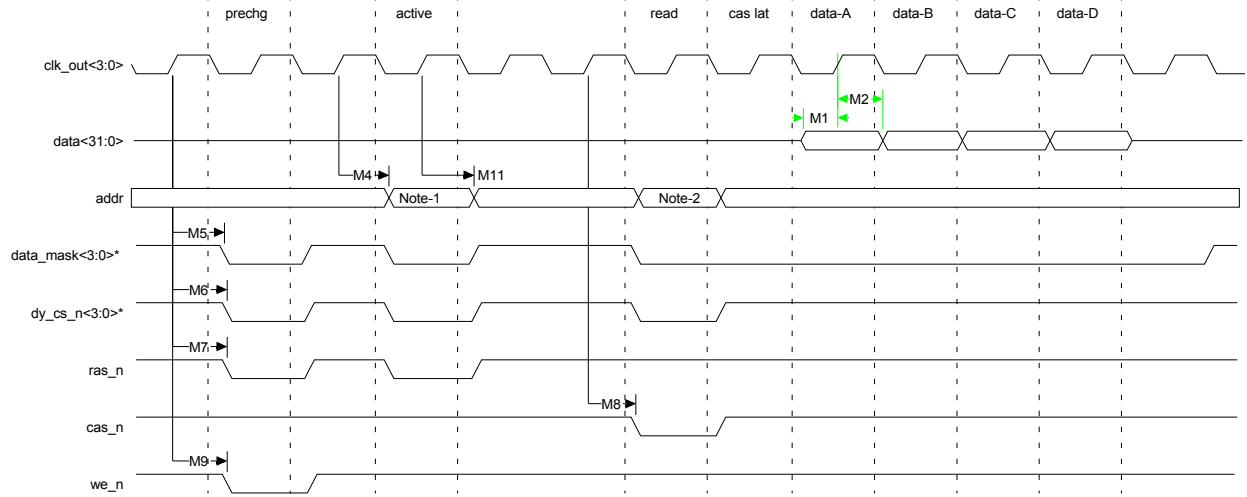 prechg active read cas lat data-A data-B data-C data-D
clk_out<3:0>
M2
M1
data<31:0>
M4 M11
addr Note-1 Note-2
M5
data_mask<3:0>*
M6
dy_cs_n<3:0>*
M7
ras_n
M8
cas_n
M9
we_n